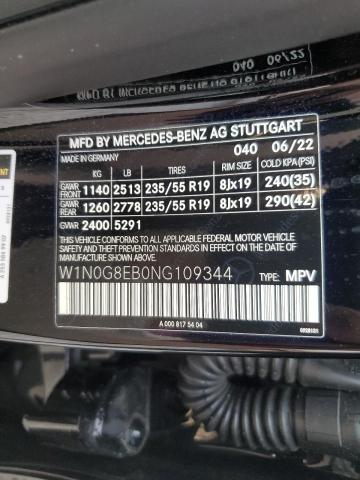 040 06/22
MFD BY MERCEDES-BENZ AG STUTTGART
MADE IN GERMANY
040 06/22
LB TIRES RIM SIZE COLD KPA(PSI)
GAWR FRONT 1140 2513 235/55 R19 8Jx19 240(35)
GAWR REAR 1260 2778 235/55 R19 8Jx19 290(42)
GVWR 2400 5291
THIS VEHICLE CONFORMS TO ALL APPLICABLE U.S. FEDERAL MOTOR VEHICLE SAFETY AND THEFT PREVENTION STANDARDS IN EFFECT ON THE DATE OF MANUFACTURE SHOWN ABOVE.
W1N0G8EB0NG109344 TYPE: MPV
A 000 817 54 04